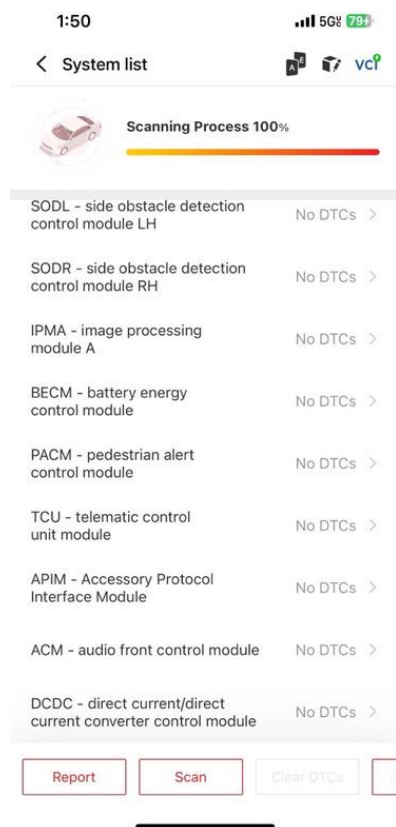 1:50
5G 79
System list
A E
vci
Scanning Process 100%
SODL - side obstacle detection
control module LH
No DTCs
SODR - side obstacle detection
control module RH
No DTCs
IPMA - image processing
module A
No DTCs
BECM - battery energy
control module
No DTCs
PACM - pedestrian alert
control module
No DTCs
TCU - telematic control
unit module
No DTCs
APIM - Accessory Protocol
Interface Module
No DTCs
ACM - audio front control module
No DTCs
DCDC - direct current/direct
current converter control module
No DTCs
Report
Scan
Clear DTCs